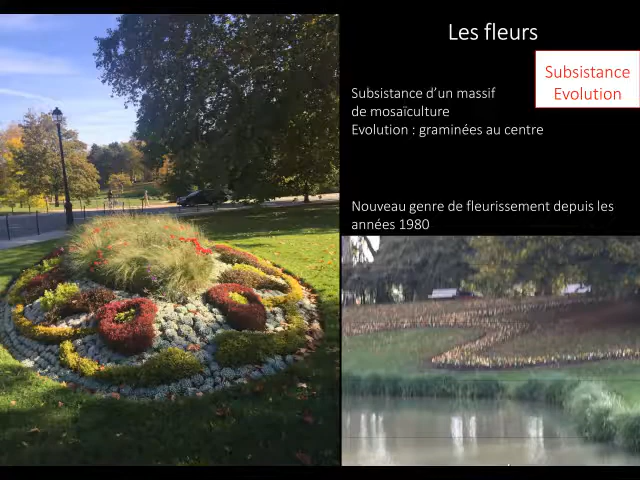 Les fleurs
Subsistance
Evolution
Subsistance d’un massif
de mosaïculture
Evolution : graminées au centre
Nouveau genre de fleurissement depuis les
années 1980